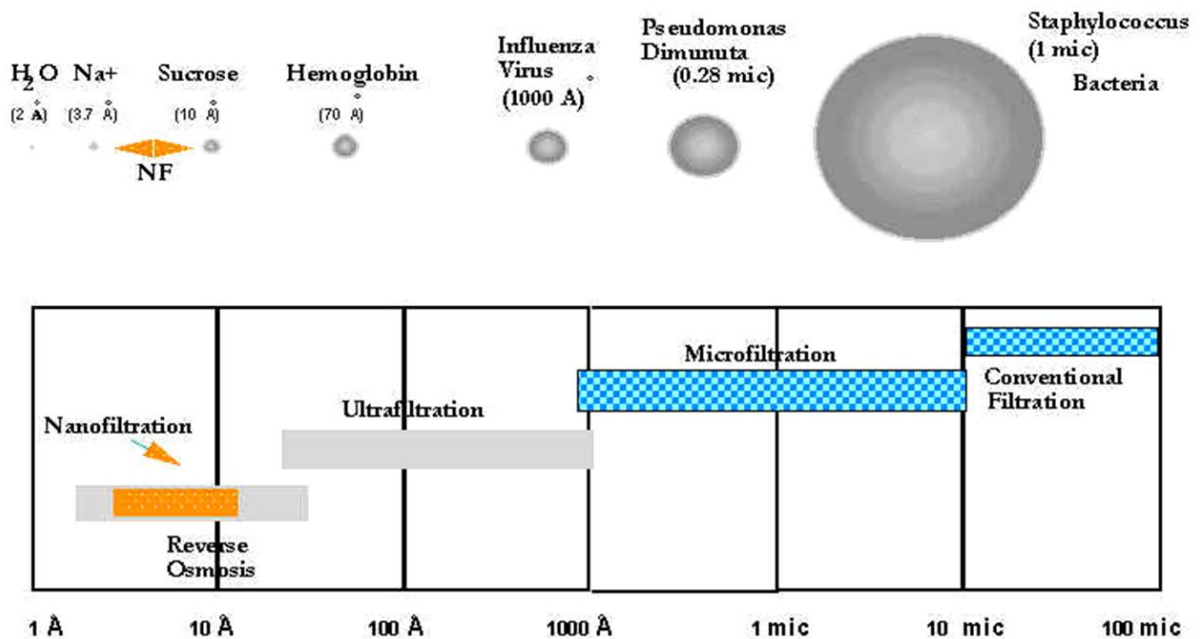 H₂O Na+ Sucrose Hemoglobin
(2 Å) (3.7 Å) (10 Å) (70 Å)
NF
Influenza
Virus
(1000 Å)
Pseudomonas
Dimunuta
(0.28 mic)
Staphylococcus
(1 mic)
Bacteria
Microfiltration
Conventional
Filtration
Ultrafiltration
Nanofiltration
Reverse
Osmosis
1 Å 10 Å 100 Å 1000 Å 1 mic 10 mic 100 mic